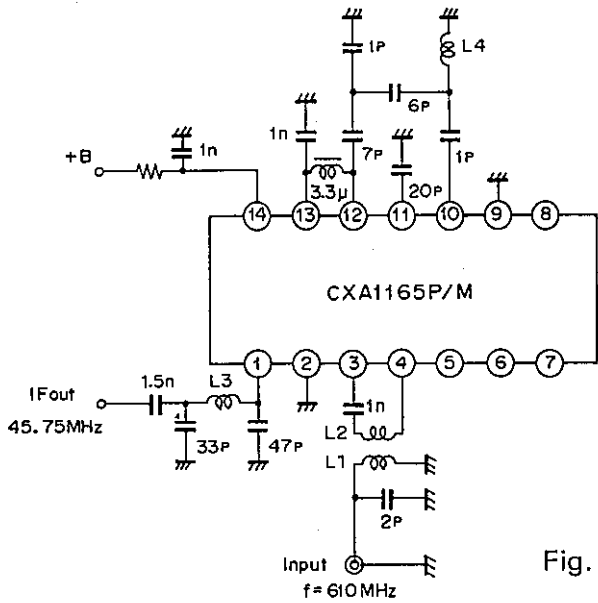 1P
L4
6P
1n
7P
1P
+B
1n
3.3μ
20P
14 13 12 11 10 9 8
CXA1165P/M
1 2 3 4 5 6 7
1.5n
L3
IFout
45.75MHz
33P
47P
1n
L2
L1
2P
Input
f=610MHz
Fig.